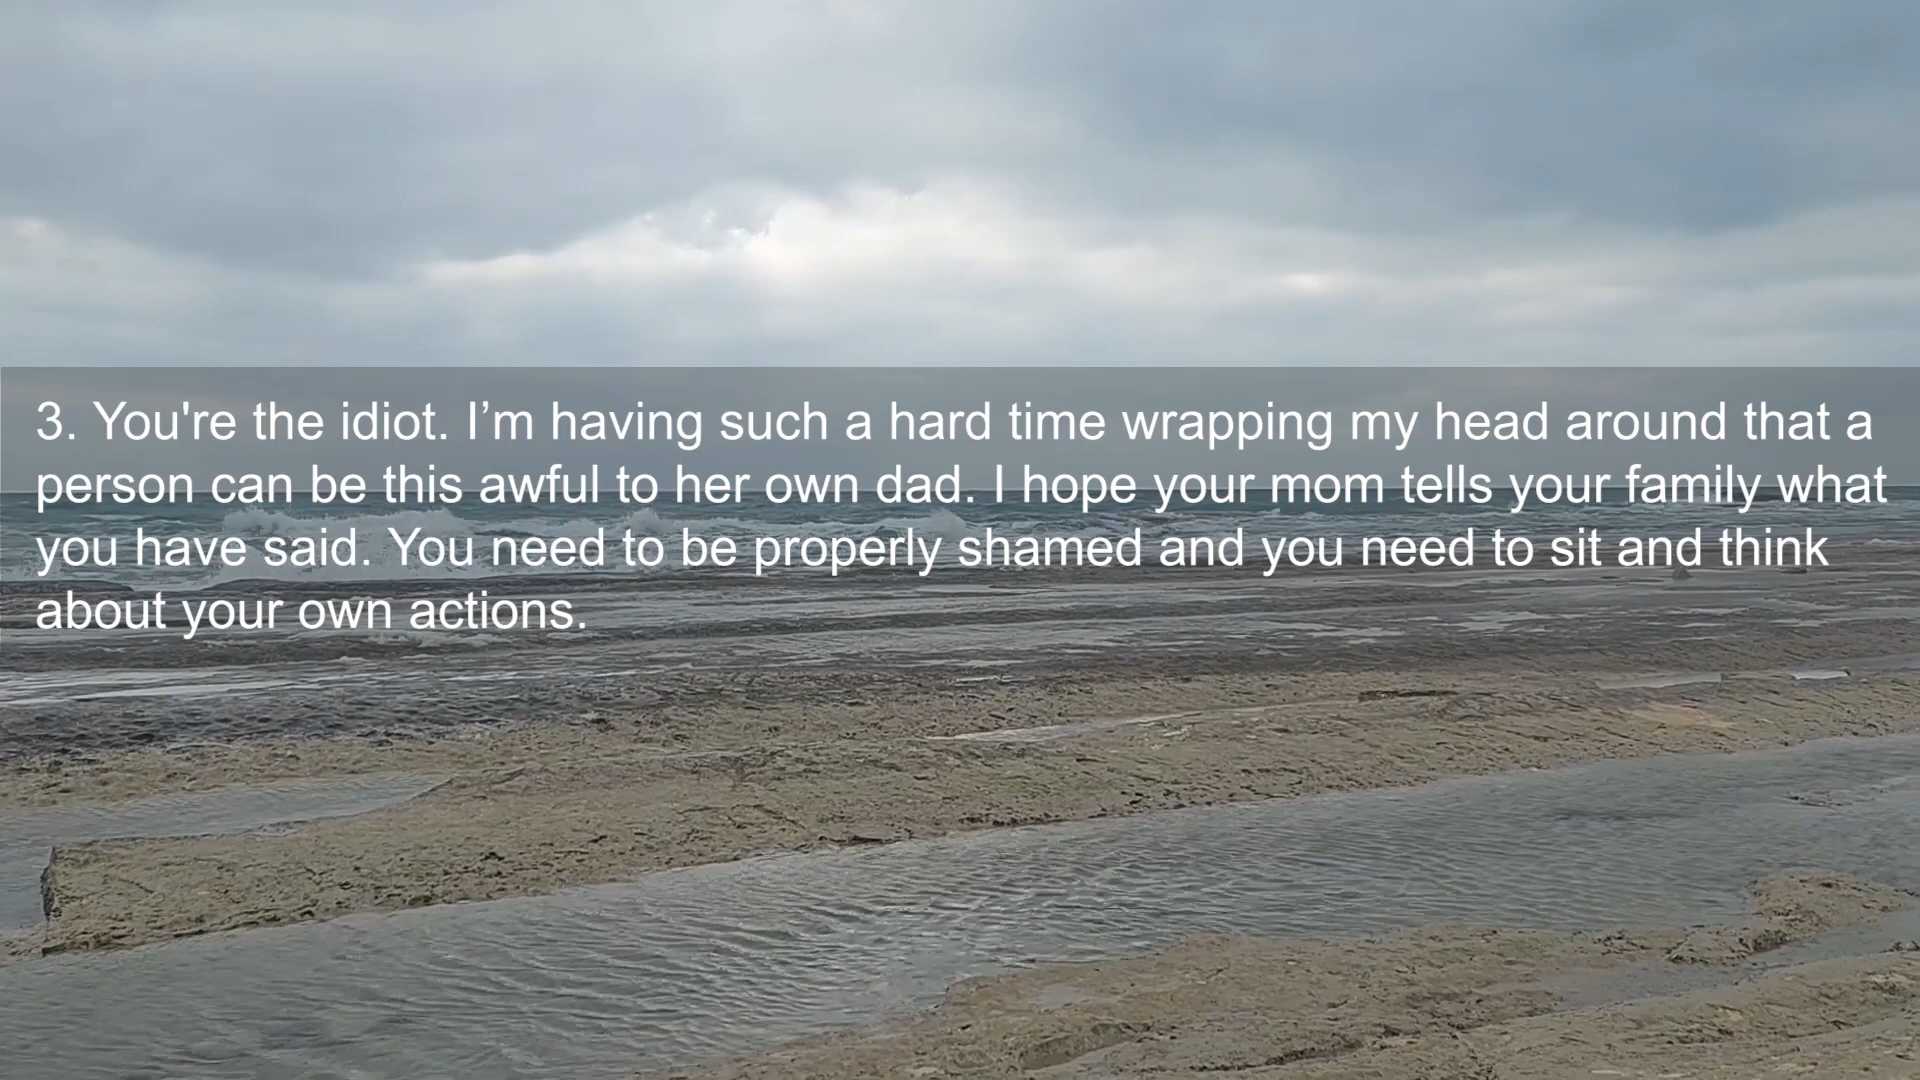 3. You're the idiot. I’m having such a hard time wrapping my head around that a
person can be this awful to her own dad. I hope your mom tells your family what
you have said. You need to be properly shamed and you need to sit and think
about your own actions.